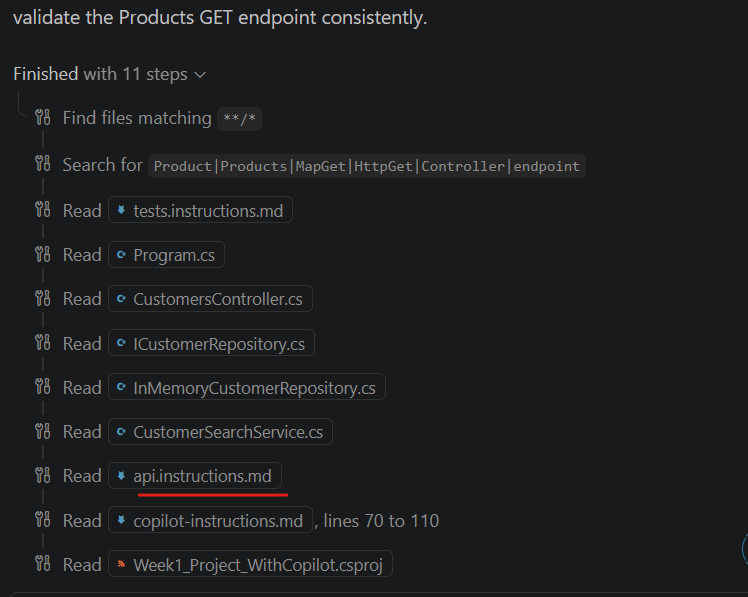 validate the Products GET endpoint consistently.
Finished with 11 steps
Find files matching **/*
Search for Product|Products|MapGet|HttpGet|Controller|endpoint
Read tests.instructions.md
Read Program.cs
Read CustomersController.cs
Read ICustomerRepository.cs
Read InMemoryCustomerRepository.cs
Read CustomerSearchService.cs
Read api.instructions.md
Read copilot-instructions.md, lines 70 to 110
Read Week1_Project_WithCopilot.csproj